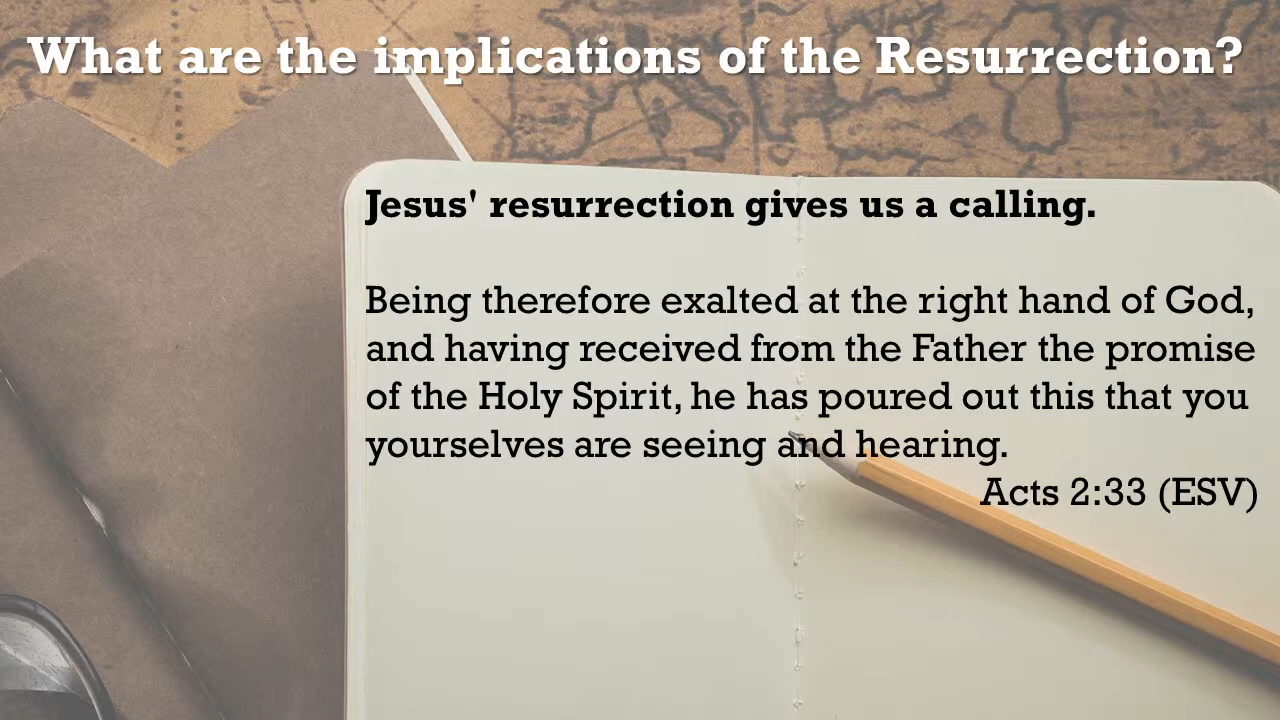 What are the implications of the Resurrection?
Jesus' resurrection gives us a calling.
Being therefore exalted at the right hand of God,
and having received from the Father the promise
of the Holy Spirit, he has poured out this that you
yourselves are seeing and hearing.
Acts 2:33 (ESV)